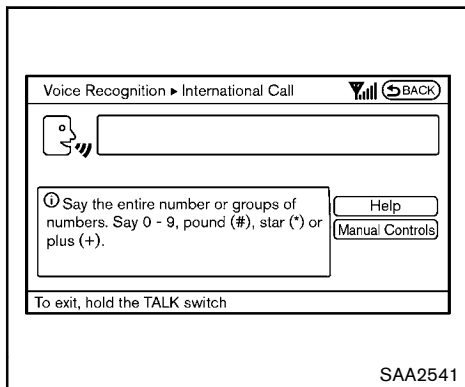 Voice Recognition ▸ International Call BACK
ⓘ Say the entire number or groups of
numbers. Say 0 - 9, pound (#), star (*) or
plus (+).
Help
Manual Controls
To exit, hold the TALK switch
SAA2541